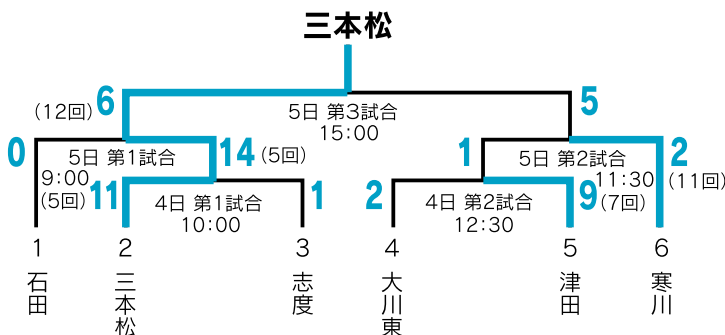 三本松
6
5
(12回)
5日 第3試合
15:00
0
14
(5回)
1
2
5日 第1試合
9:00
(5回)
5日 第2試合
11:30
(11回)
11
1
2
9
(7回)
4日 第1試合
10:00
4日 第2試合
12:30
1
2
3
4
5
6
石田
三本松
志度
大川東
津田
寒川